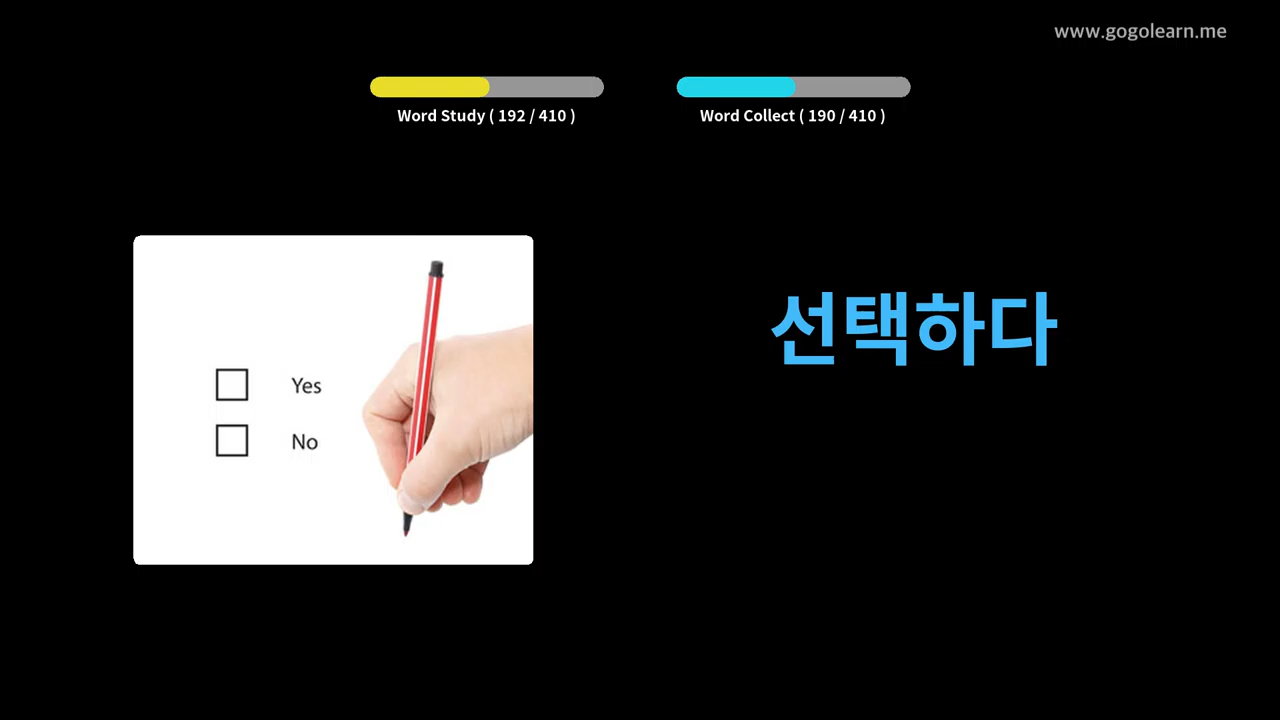 www.gogolearn.me
Word Study ( 192 / 410 )
Word Collect ( 190 / 410 )
선택하다
Yes
No